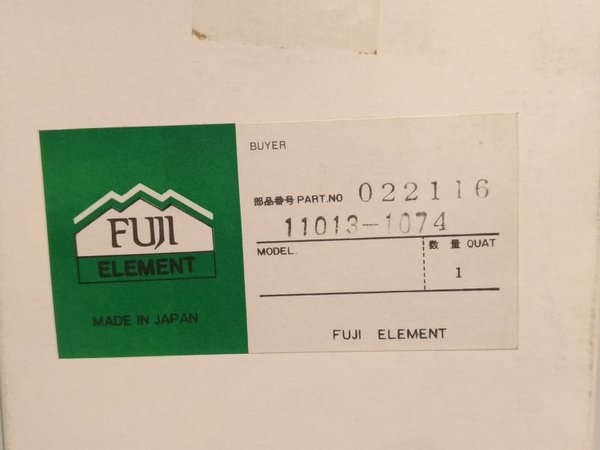 FUJI
ELEMENT
MADE IN JAPAN
BUYER
部品番号 PART.NO 022116
11013-1074
MODEL.
数 量 QUAT
1
FUJI ELEMENT